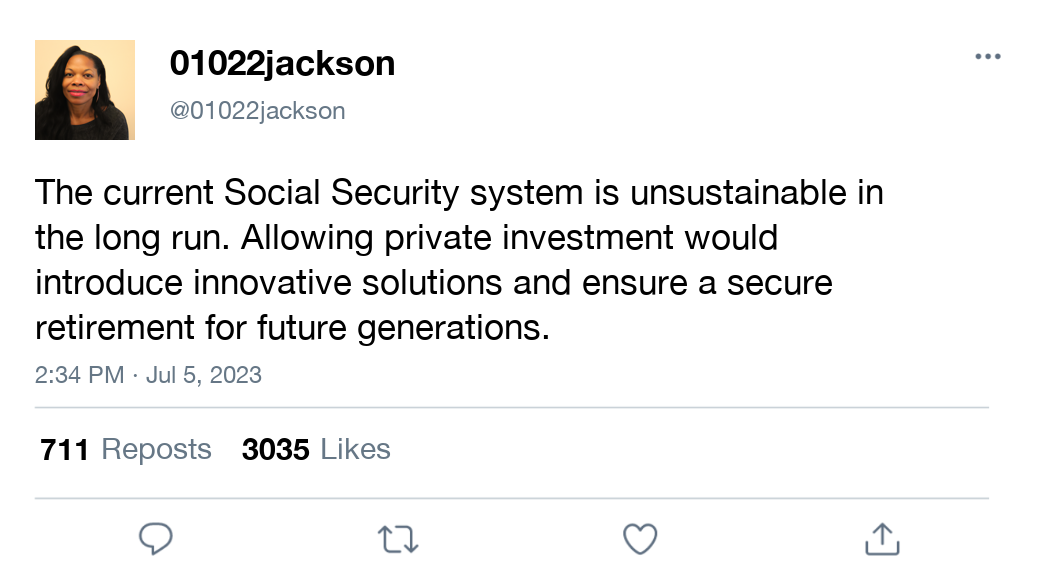 01022jackson
@01022jackson
The current Social Security system is unsustainable in
the long run. Allowing private investment would
introduce innovative solutions and ensure a secure
retirement for future generations.
2:34 PM · Jul 5, 2023
711 Reposts 3035 Likes